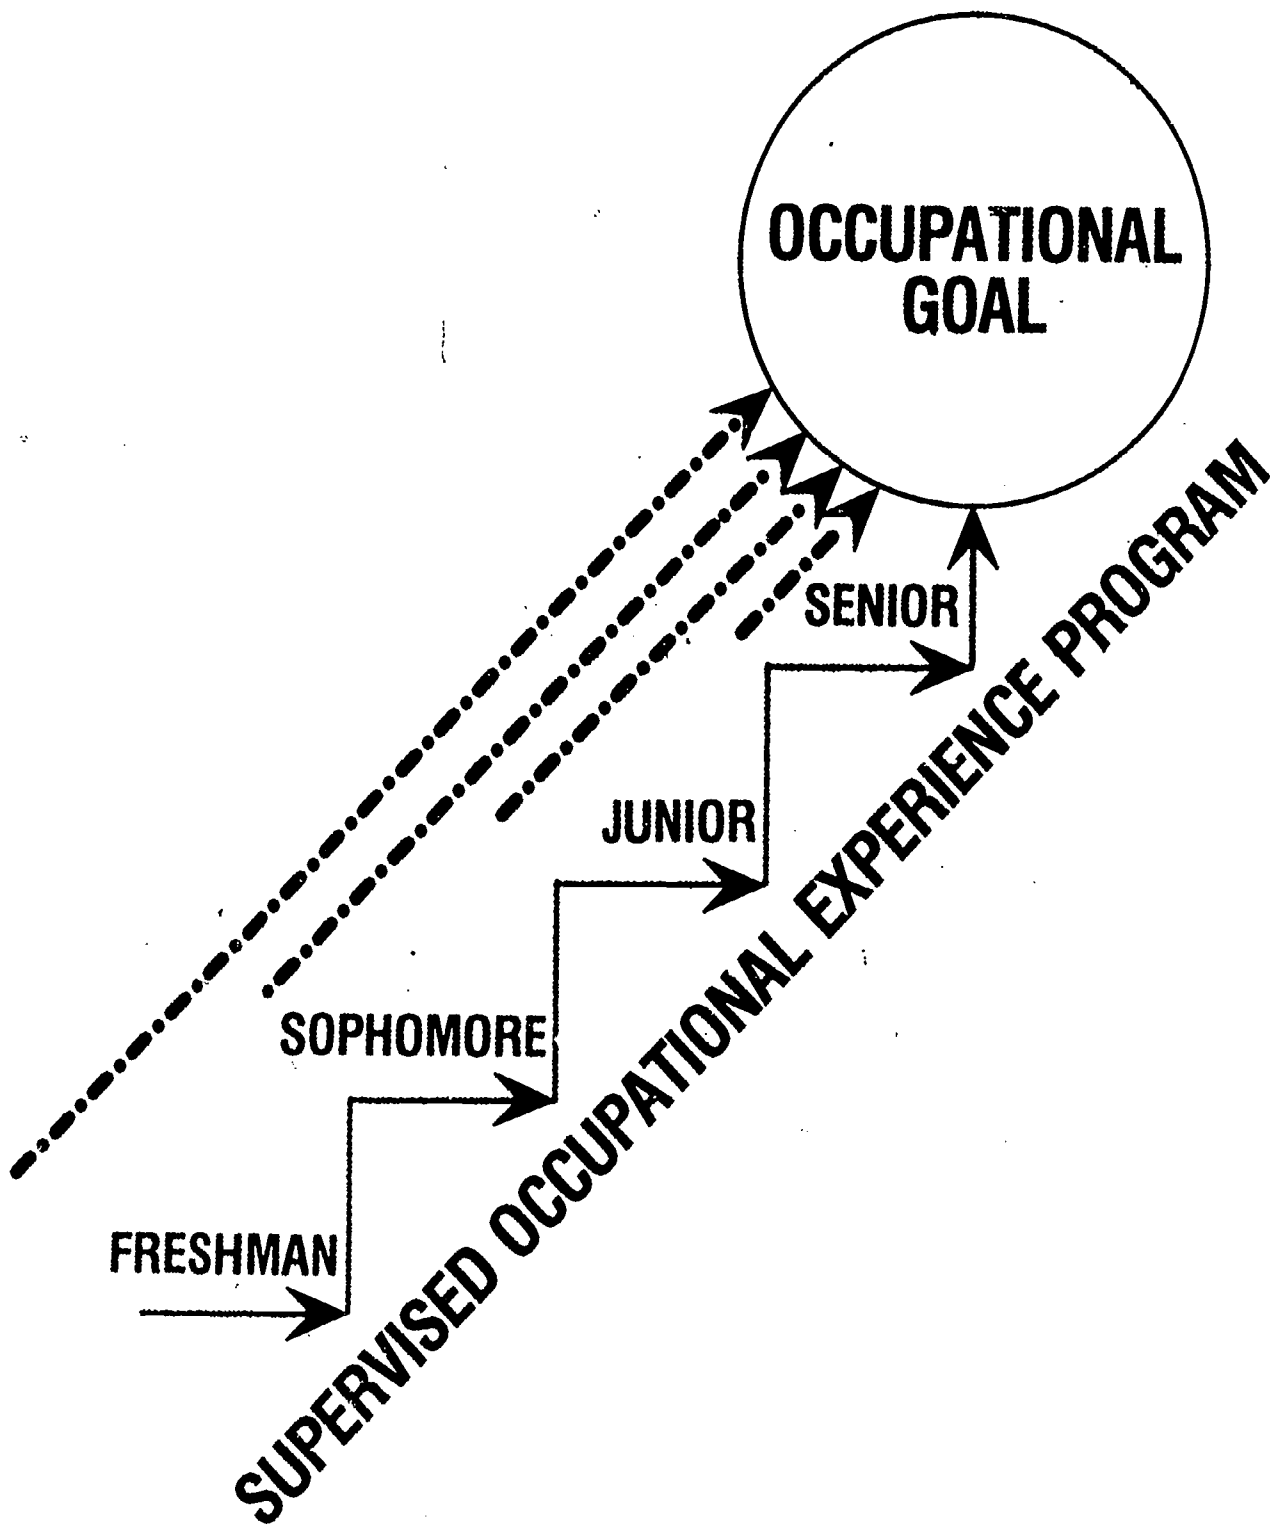 OCCUPATIONAL
GOAL
SENIOR
JUNIOR
SOPHOMORE
FRESHMAN
SUPERVISED OCCUPATIONAL EXPERIENCE PROGRAM